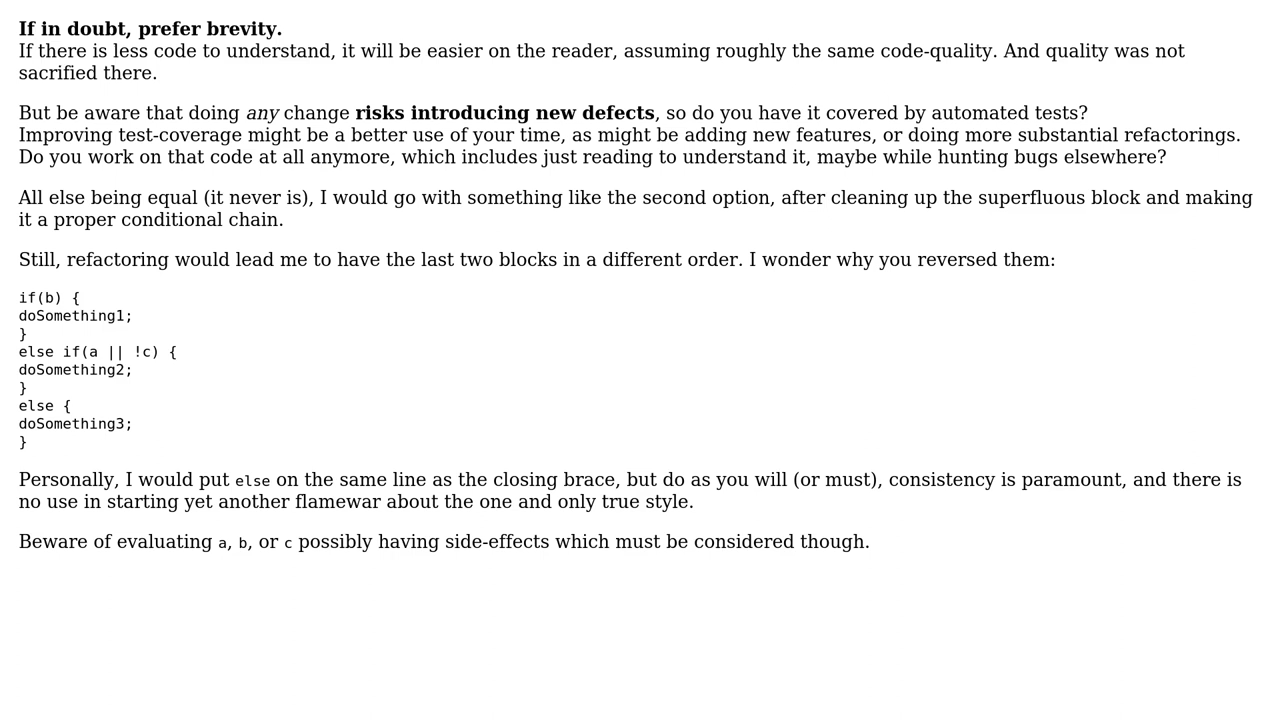 If in doubt, prefer brevity.
If there is less code to understand, it will be easier on the reader, assuming roughly the same code-quality. And quality was not
sacrified there.
But be aware that doing any change risks introducing new defects, so do you have it covered by automated tests?
Improving test-coverage might be a better use of your time, as might be adding new features, or doing more substantial refactorings.
Do you work on that code at all anymore, which includes just reading to understand it, maybe while hunting bugs elsewhere?
All else being equal (it never is), I would go with something like the second option, after cleaning up the superfluous block and making
it a proper conditional chain.
Still, refactoring would lead me to have the last two blocks in a different order. I wonder why you reversed them:
if(b) {
doSomething1;
}
else if(a || !c) {
doSomething2;
}
else {
doSomething3;
}
Personally, I would put else on the same line as the closing brace, but do as you will (or must), consistency is paramount, and there is
no use in starting yet another flamewar about the one and only true style.
Beware of evaluating a, b, or c possibly having side-effects which must be considered though.